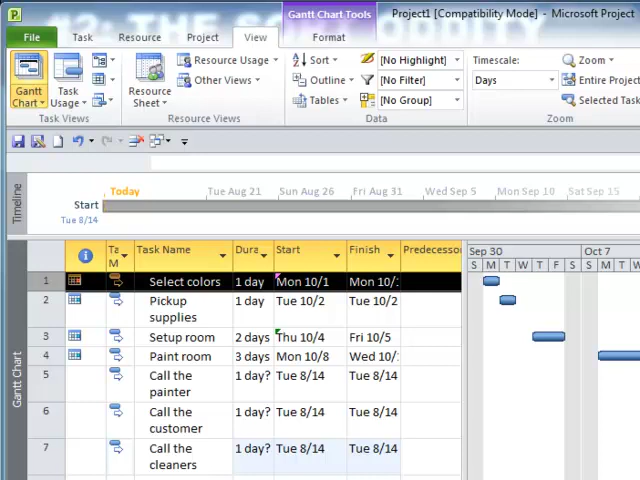 Gantt Chart Tools
Project1 [Compatibility Mode] - Microsoft Project
File Task Resource Project View Format
Gantt Chart
Task Usage
Resource Sheet
Resource Usage
Other Views
Sort
Outline
Tables
[No Highlight]
[No Filter]
[No Group]
Timescale:
Days
Zoom
Entire Project
Selected Task
Task Views Resource Views Data Zoom
Timeline
Today Tue Aug 21 Sun Aug 26 Fri Aug 31 Wed Sep 5 Mon Sep 10 Sat Sep 15
Start
Tue 8/14
Ta M Task Name Dura Start Finish Predecessor
Sep 30 Oct 7
S M T W T F S S M T W
1 Select colors 1 day Mon 10/1 Mon 10/
2 Pickup supplies 1 day Tue 10/2 Tue 10/2
3 Setup room 2 days Thu 10/4 Fri 10/5
4 Paint room 3 days Mon 10/8 Wed 10/
5 Call the painter 1 day? Tue 8/14 Tue 8/14
6 Call the customer 1 day? Tue 8/14 Tue 8/14
7 Call the cleaners 1 day? Tue 8/14 Tue 8/14
Gantt Chart